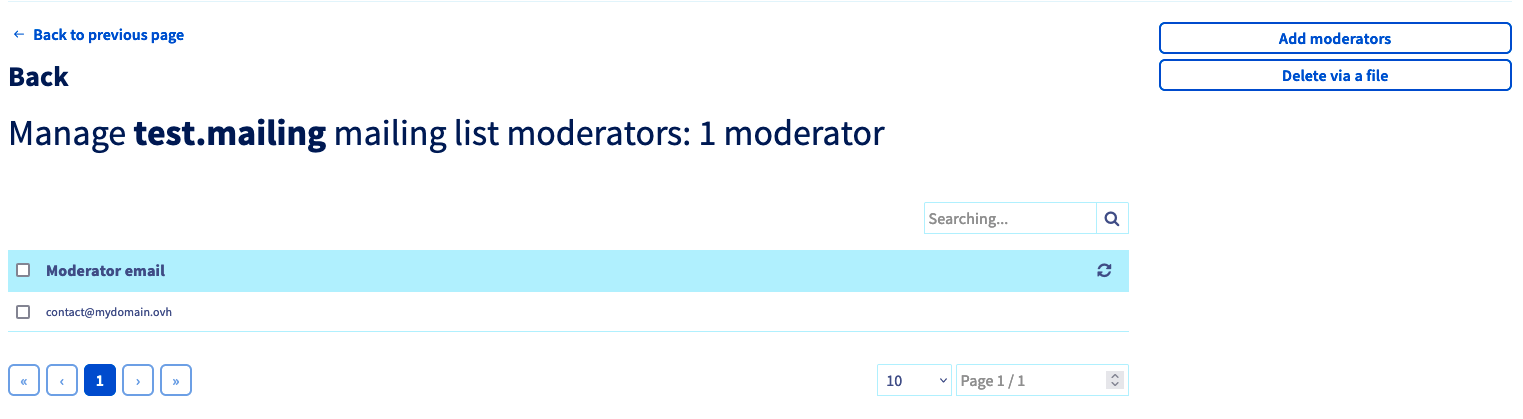 ← Back to previous page
Add moderators
Delete via a file
Back
Manage test.mailing mailing list moderators: 1 moderator
Searching...
Moderator email
contact@mydomain.ovh
« ‹ 1 › »
10
Page 1 / 1